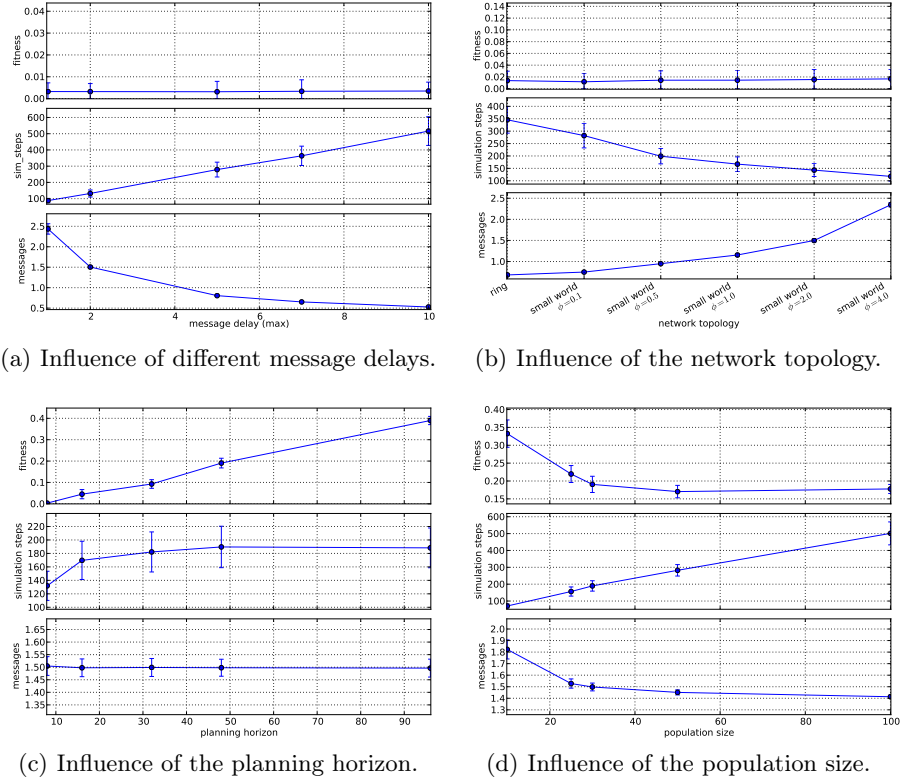 fitness
0.04
0.03
0.02
0.01
0.00
sim_steps
600
500
400
300
200
100
messages
2.5
2.0
1.5
1.0
0.5
2 4 6 8 10
message delay (max)
(a) Influence of different message delays.
fitness
0.14
0.12
0.10
0.08
0.06
0.04
0.02
0.00
simulation steps
400
350
300
250
200
150
100
messages
2.5
2.0
1.5
1.0
ring
small world
ϕ=0.1
small world
ϕ=0.5
small world
ϕ=1.0
small world
ϕ=2.0
small world
ϕ=4.0
network topology
(b) Influence of the network topology.
fitness
0.4
0.3
0.2
0.1
0.0
simulation steps
220
200
180
160
140
120
100
messages
1.65
1.60
1.55
1.50
1.45
1.40
1.35
10 20 30 40 50 60 70 80 90
planning horizon
(c) Influence of the planning horizon.
fitness
0.40
0.35
0.30
0.25
0.20
0.15
simulation steps
600
500
400
300
200
100
messages
2.0
1.9
1.8
1.7
1.6
1.5
1.4
1.3
20 40 60 80 100
population size
(d) Influence of the population size.